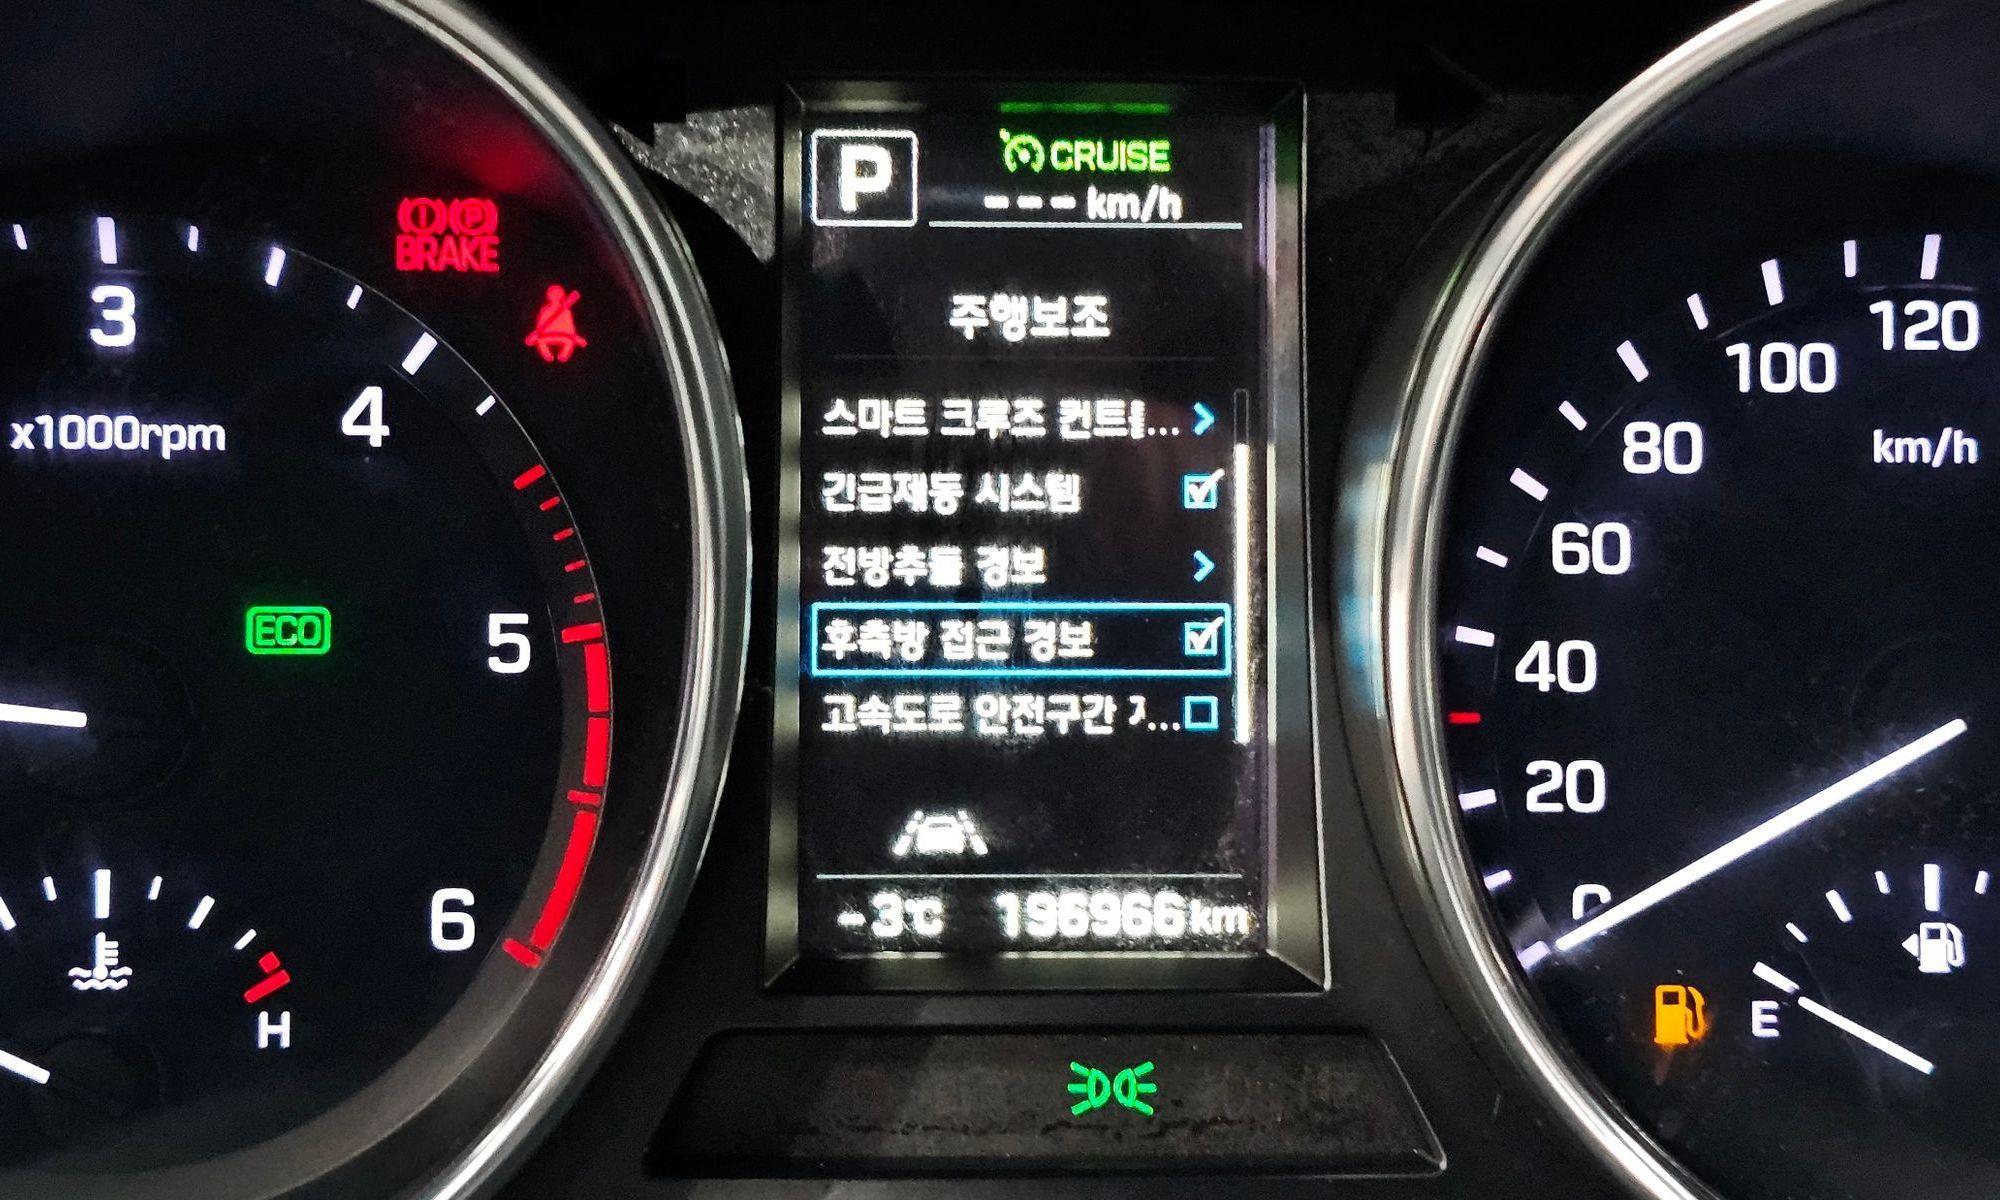 P
CRUISE
--- km/h
BRAKE
주행보조
스마트 크루즈 컨트롤... >
긴급제동 시스템
전방추돌 경보 >
후측방 접근 경보
고속도로 안전구간 자...
-3℃ 196966 km
3
4
5
6
x1000rpm
ECO
H
120
100
80
60
40
20
0
km/h
E